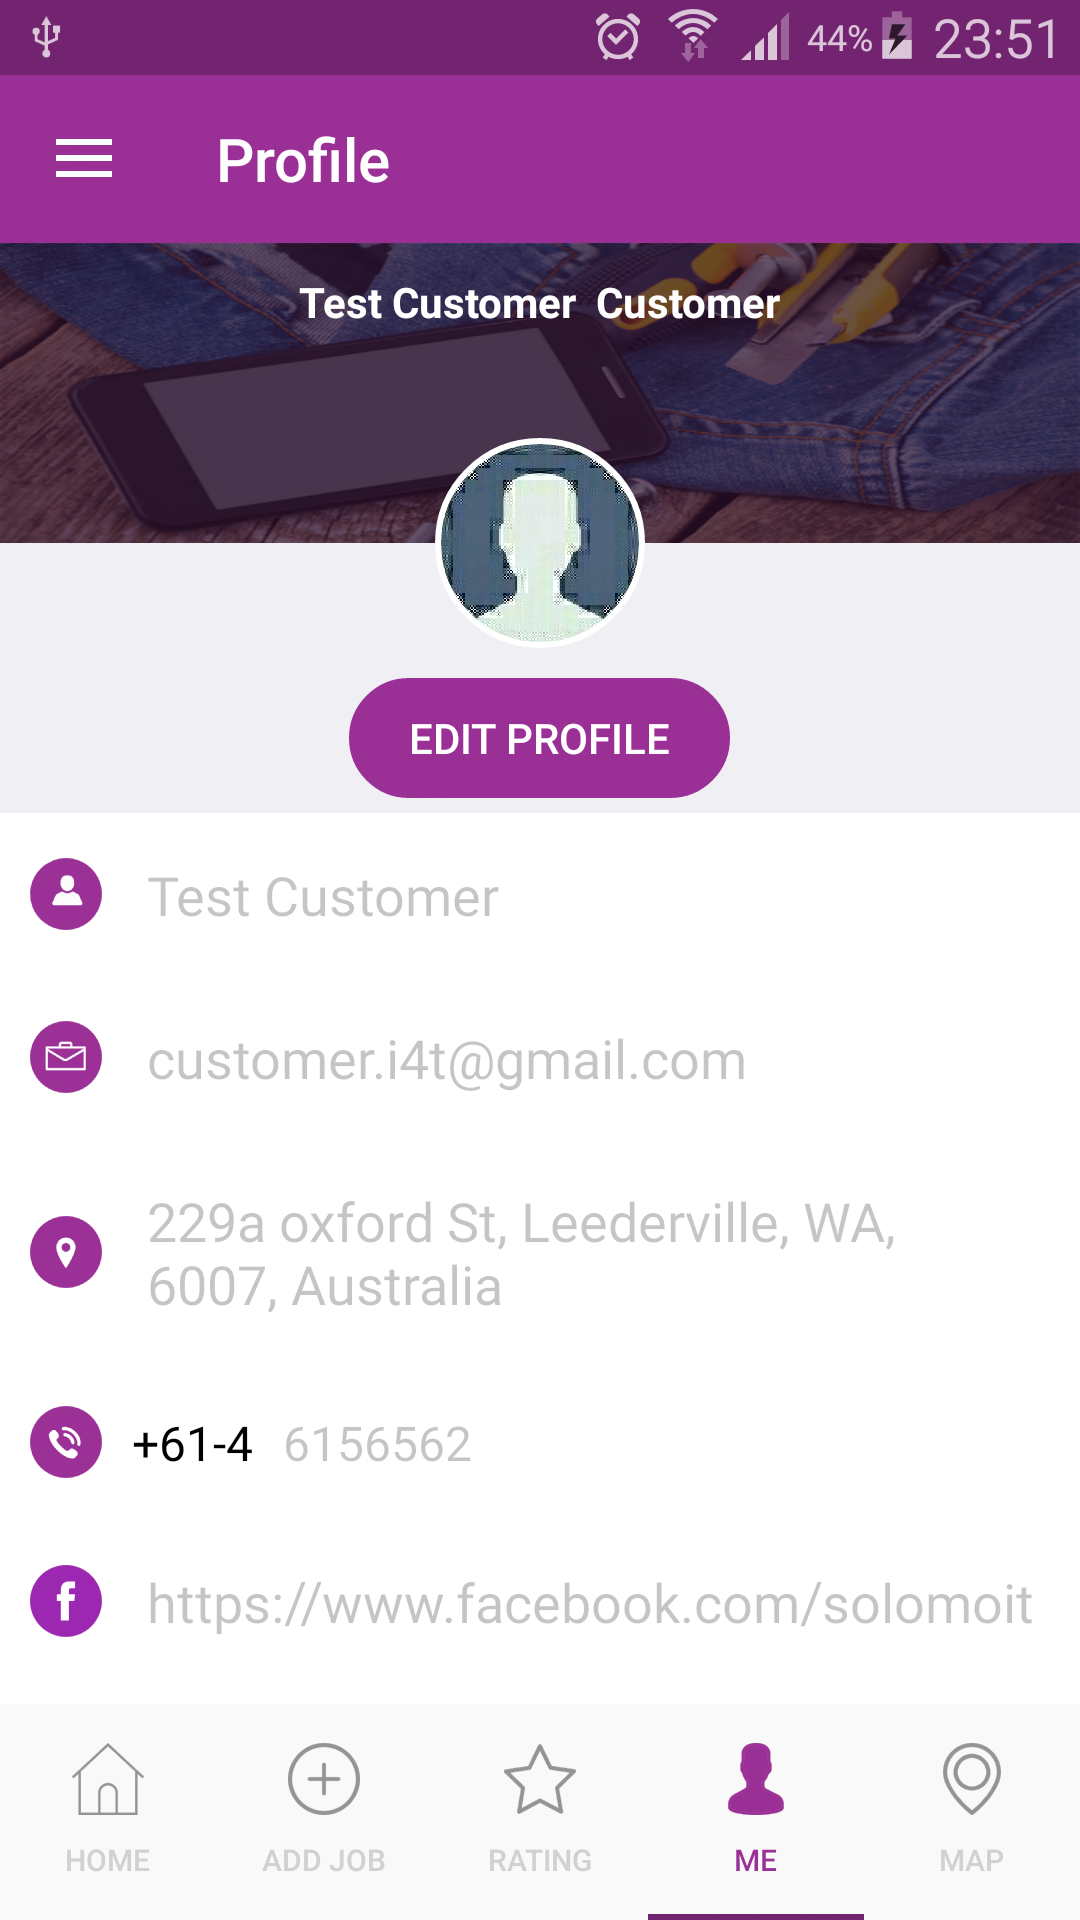 44% 23:51
Profile
Test Customer  Customer
EDIT PROFILE
Test Customer
customer.i4t@gmail.com
229a oxford St, Leederville, WA,
6007, Australia
+61-4 6156562
https://www.facebook.com/solomoit
HOME ADD JOB RATING ME MAP